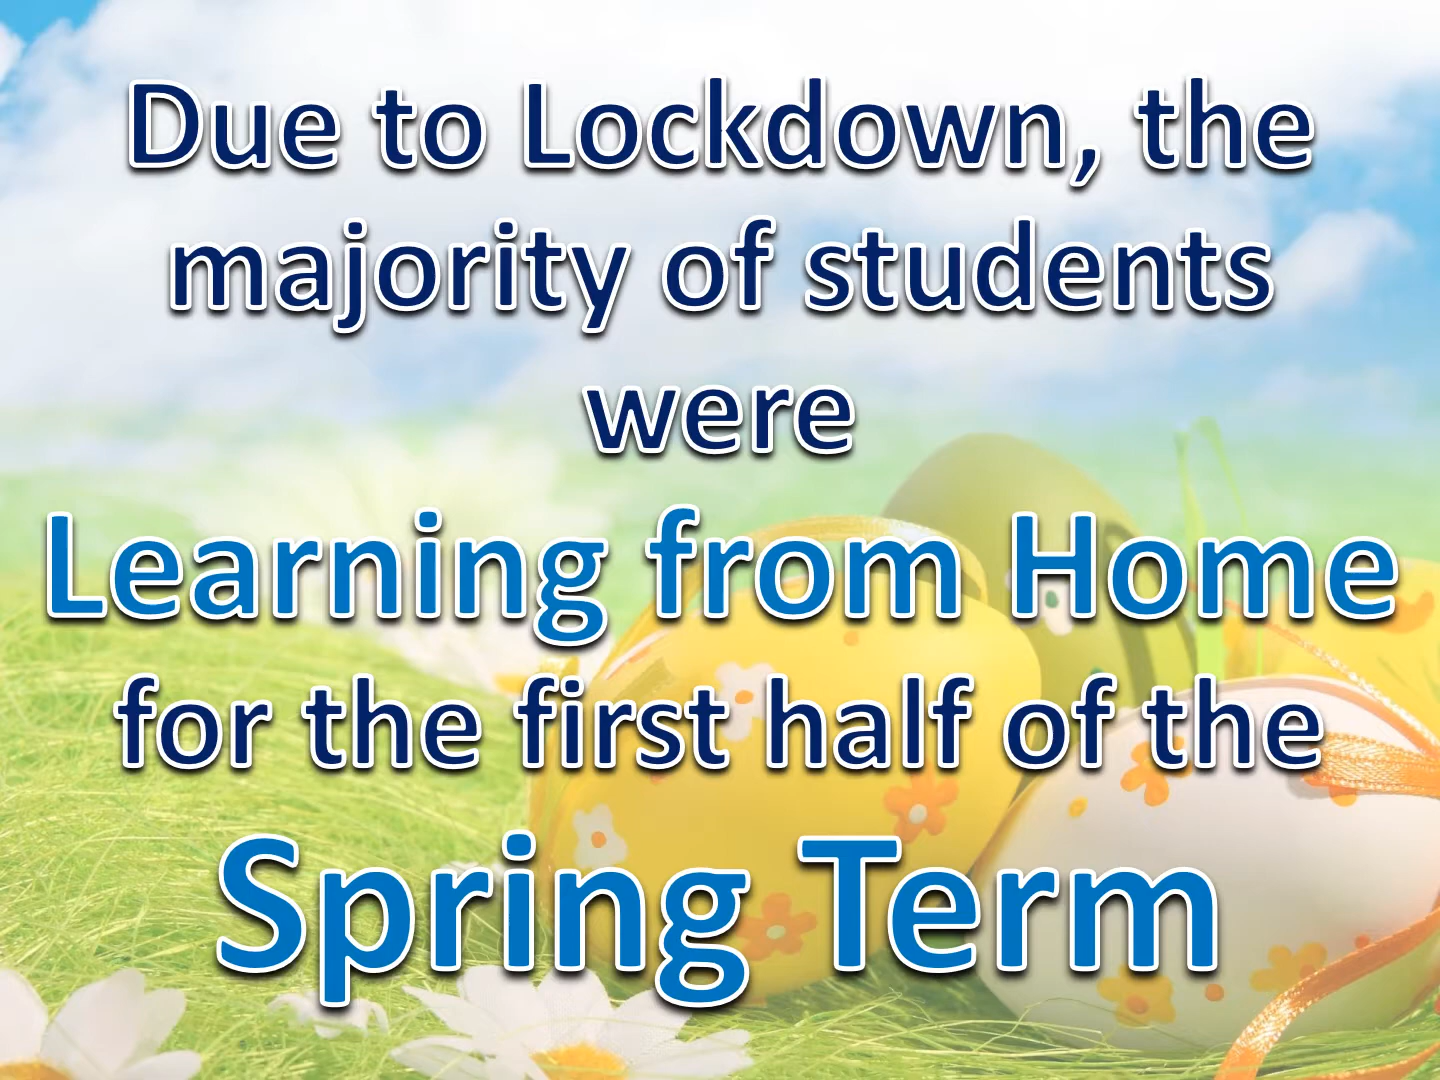 Due to Lockdown, the
majority of students
were
Learning from Home
for the first half of the
Spring Term